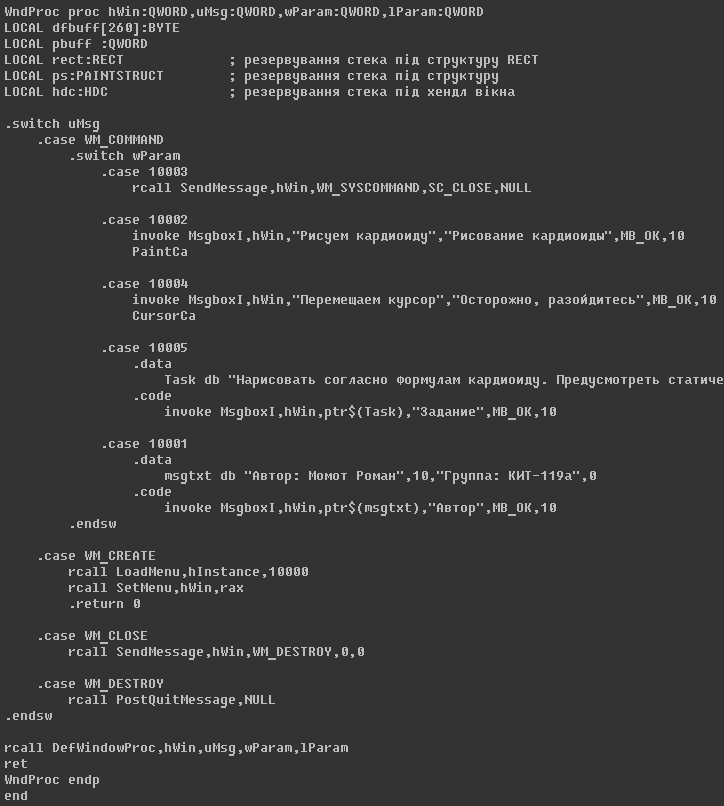 WndProc proc hWin:QWORD,uMsg:QWORD,wParam:QWORD,lParam:QWORD
LOCAL dfbuff[260]:BYTE
LOCAL pbuff :QWORD
LOCAL rect:RECT ; резервування стека під структуру RECT
LOCAL ps:PAINTSTRUCT ; резервування стека під структуру
LOCAL hdc:HDC ; резервування стека під хендл вікна
.switch uMsg
.case WM_COMMAND
.switch wParam
.case 10003
rcall SendMessage,hWin,WM_SYSCOMMAND,SC_CLOSE,NULL
.case 10002
invoke MsgboxI,hWin,"Рисуем кардиоиду","Рисование кардиоиды",MB_OK,10
PaintCa
.case 10004
invoke MsgboxI,hWin,"Перемещаем курсор","Осторожно, разойдитесь",MB_OK,10
CursorCa
.case 10005
.data
Task db "Нарисовать согласно формулам кардиоиду. Предусмотреть статиче
.code
invoke MsgboxI,hWin,ptr$(Task),"Задание",MB_OK,10
.case 10001
.data
msgtxt db "Автор: Момот Роман",10,"Группа: КИТ-119а",0
.code
invoke MsgboxI,hWin,ptr$(msgtxt),"Автор",MB_OK,10
.endsw
.case WM_CREATE
rcall LoadMenu,hInstance,10000
rcall SetMenu,hWin,rax
.return 0
.case WM_CLOSE
rcall SendMessage,hWin,WM_DESTROY,0,0
.case WM_DESTROY
rcall PostQuitMessage,NULL
.endsw
rcall DefWindowProc,hWin,uMsg,wParam,lParam
ret
WndProc endp
end